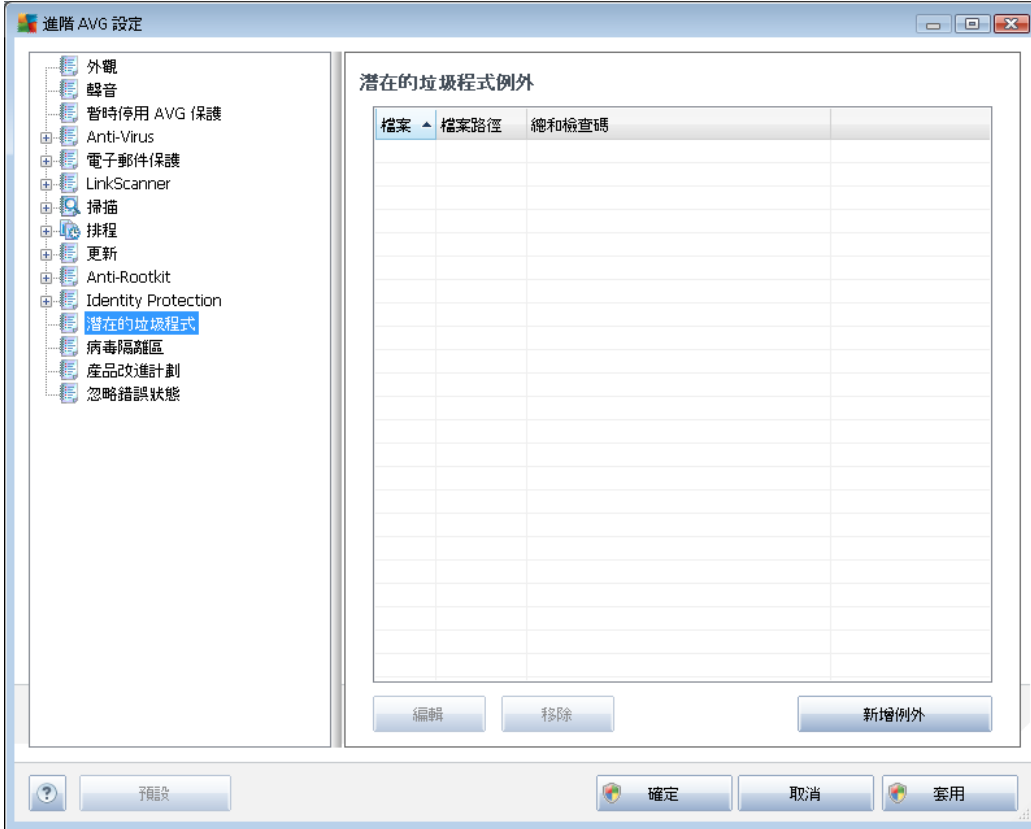 進階 AVG 設定
外觀
聲音
暫時停用 AVG 保護
Anti-Virus
電子郵件保護
LinkScanner
掃描
排程
更新
Anti-Rootkit
Identity Protection
潛在的垃圾程式
病毒隔離區
產品改進計劃
忽略錯誤狀態
潛在的垃圾程式例外
檔案 檔案路徑 總和檢查碼
編輯 移除 新增例外
? 預設 確定 取消 套用